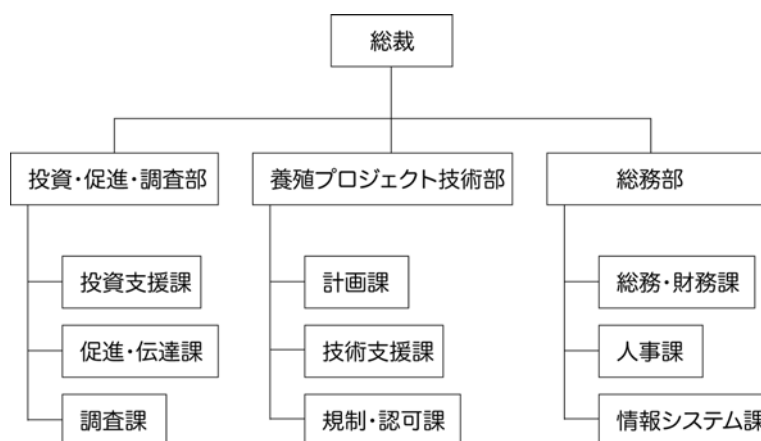 総裁
投資・促進・調査部
養殖プロジェクト技術部
総務部
投資支援課
計画課
総務・財務課
促進・伝達課
技術支援課
人事課
調査課
規制・認可課
情報システム課